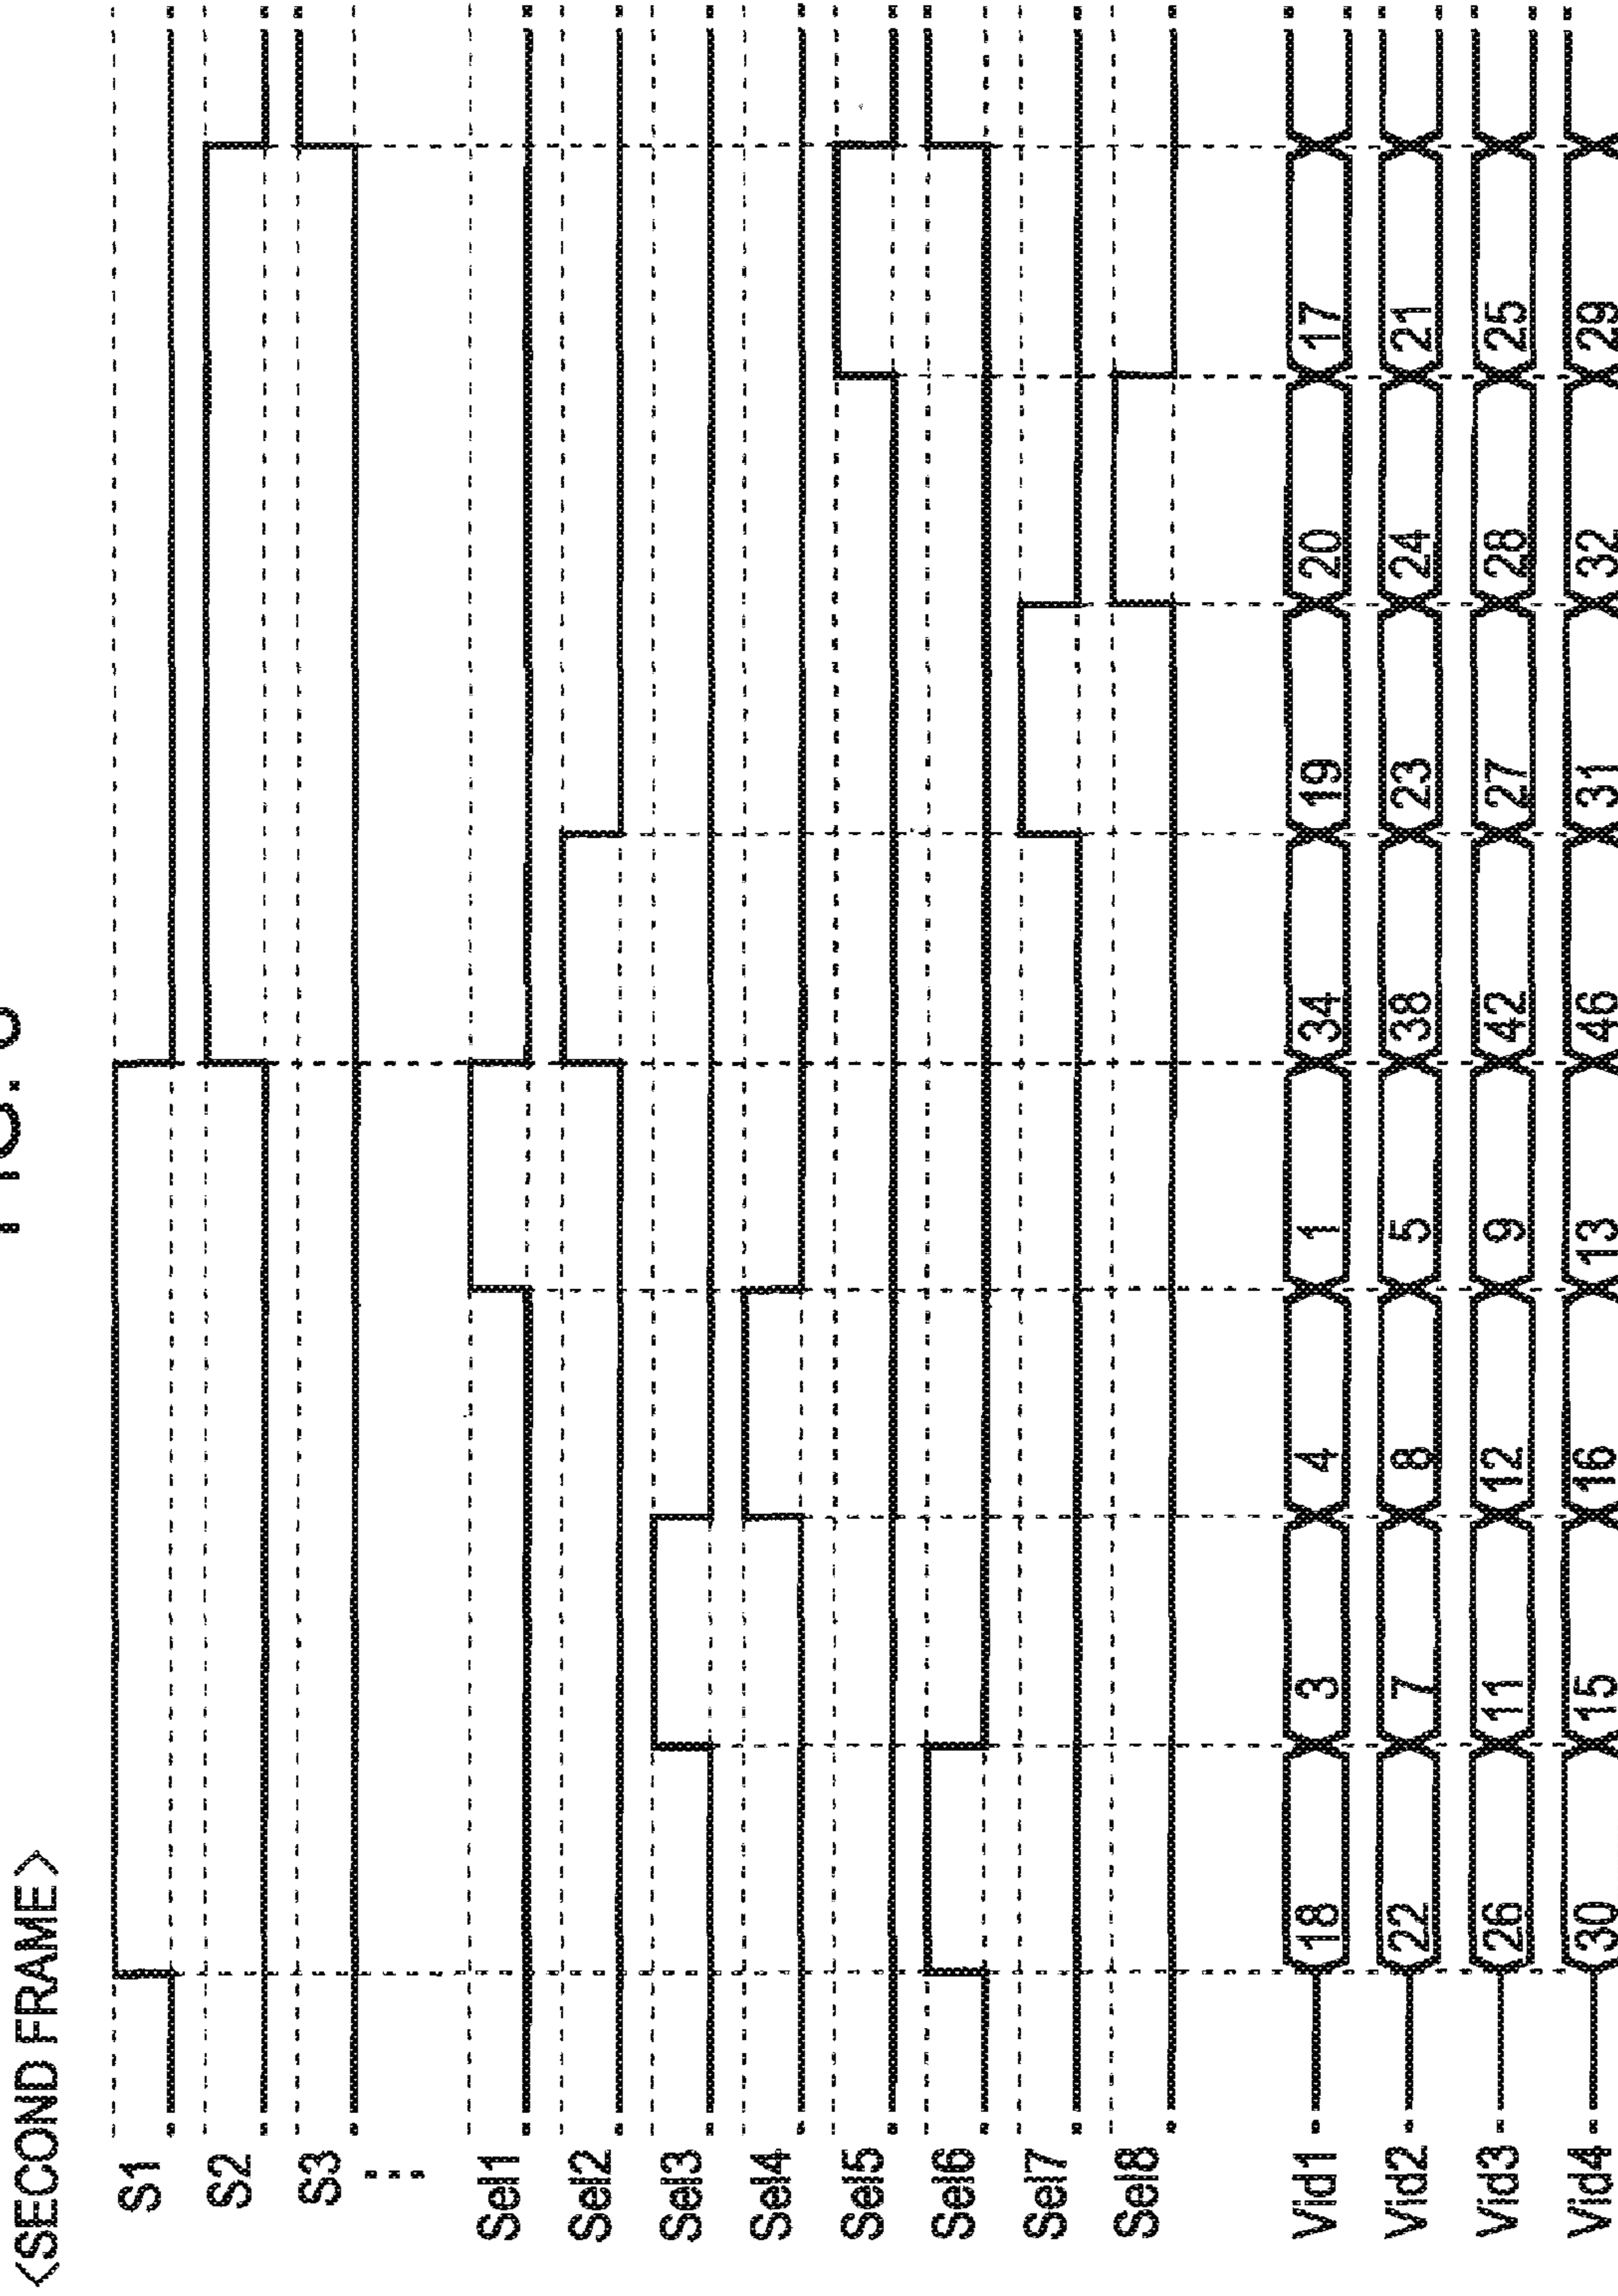 <SECOND FRAME>
S1
S2
S3
⋮
Sel1
Sel2
Sel3
Sel4
Sel5
Sel6
Sel7
Sel8
Vid1 18 3 4 1 34 19 20 17
Vid2 22 7 8 5 38 23 24 21
Vid3 26 11 12 9 42 27 28 25
Vid4 30 15 16 13 46 31 32 29